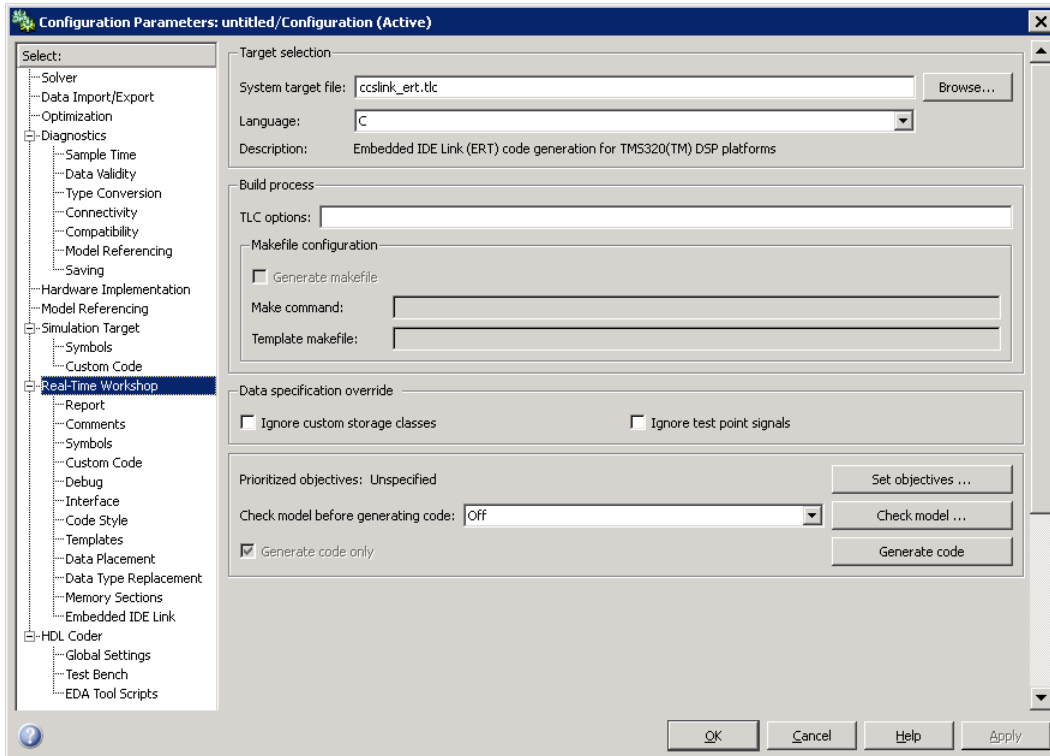 Configuration Parameters: untitled/Configuration (Active)
Select:
Solver
Data Import/Export
Optimization
Diagnostics
Sample Time
Data Validity
Type Conversion
Connectivity
Compatibility
Model Referencing
Saving
Hardware Implementation
Model Referencing
Simulation Target
Symbols
Custom Code
Real-Time Workshop
Report
Comments
Symbols
Custom Code
Debug
Interface
Code Style
Templates
Data Placement
Data Type Replacement
Memory Sections
Embedded IDE Link
HDL Coder
Global Settings
Test Bench
EDA Tool Scripts
Target selection
System target file: ccslink_ert.tlc Browse...
Language: C
Description: Embedded IDE Link (ERT) code generation for TMS320(TM) DSP platforms
Build process
TLC options:
Makefile configuration
Generate makefile
Make command:
Template makefile:
Data specification override
Ignore custom storage classes Ignore test point signals
Prioritized objectives: Unspecified Set objectives ...
Check model before generating code: Off Check model ...
Generate code only Generate code
OK Cancel Help Apply